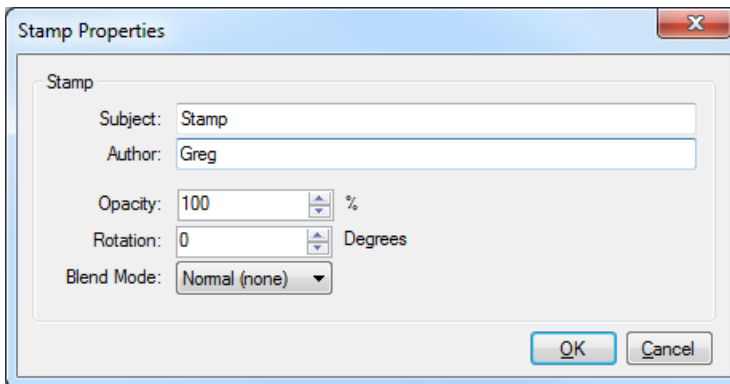 Stamp Properties
Stamp
Subject: Stamp
Author: Greg
Opacity: 100 %
Rotation: 0 Degrees
Blend Mode: Normal (none)
OK Cancel